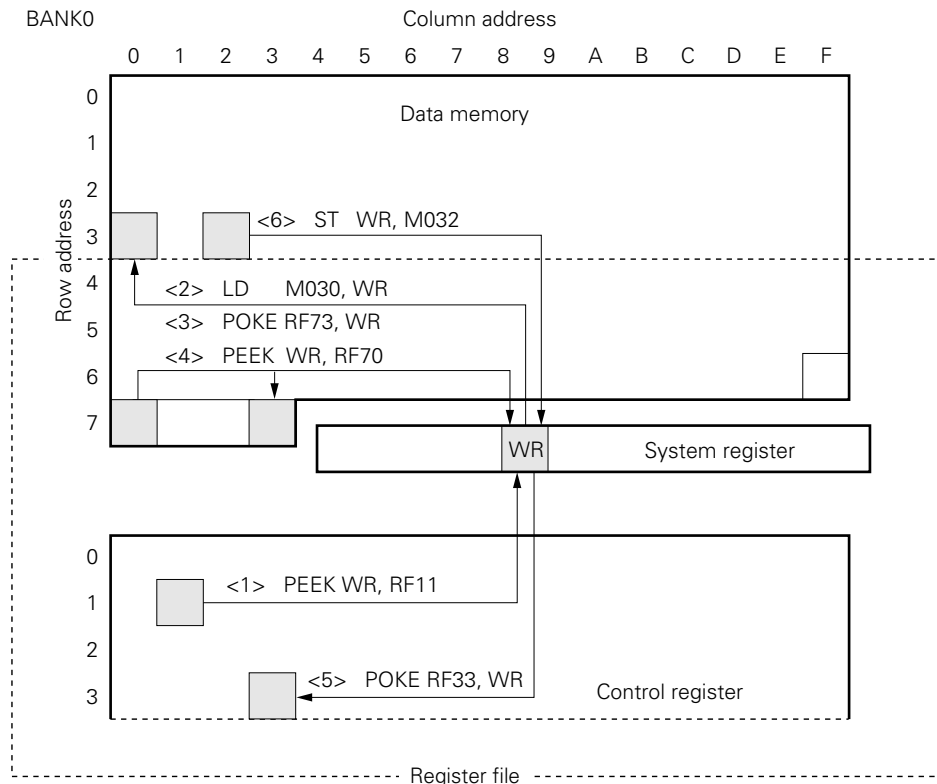 BANK0
Column address
0 1 2 3 4 5 6 7 8 9 A B C D E F
Row address
0
Data memory
1
2
<6> ST WR, M032
3
4
<2> LD M030, WR
<3> POKE RF73, WR
5
<4> PEEK WR, RF70
6
7
WR
System register
0
<1> PEEK WR, RF11
1
2
<5> POKE RF33, WR
3
Control register
Register file